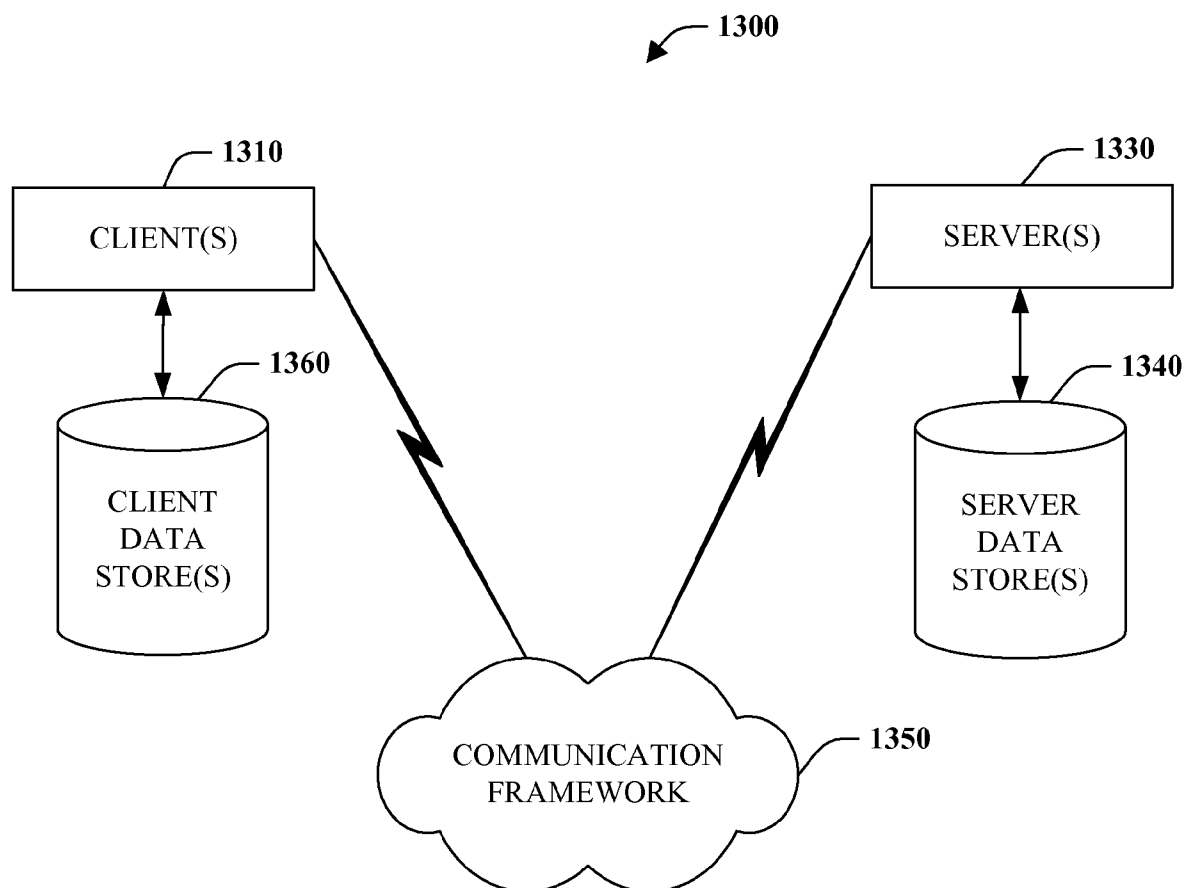 1300
1310
1330
CLIENT(S)
SERVER(S)
1360
1340
CLIENT
DATA
STORE(S)
SERVER
DATA
STORE(S)
1350
COMMUNICATION
FRAMEWORK